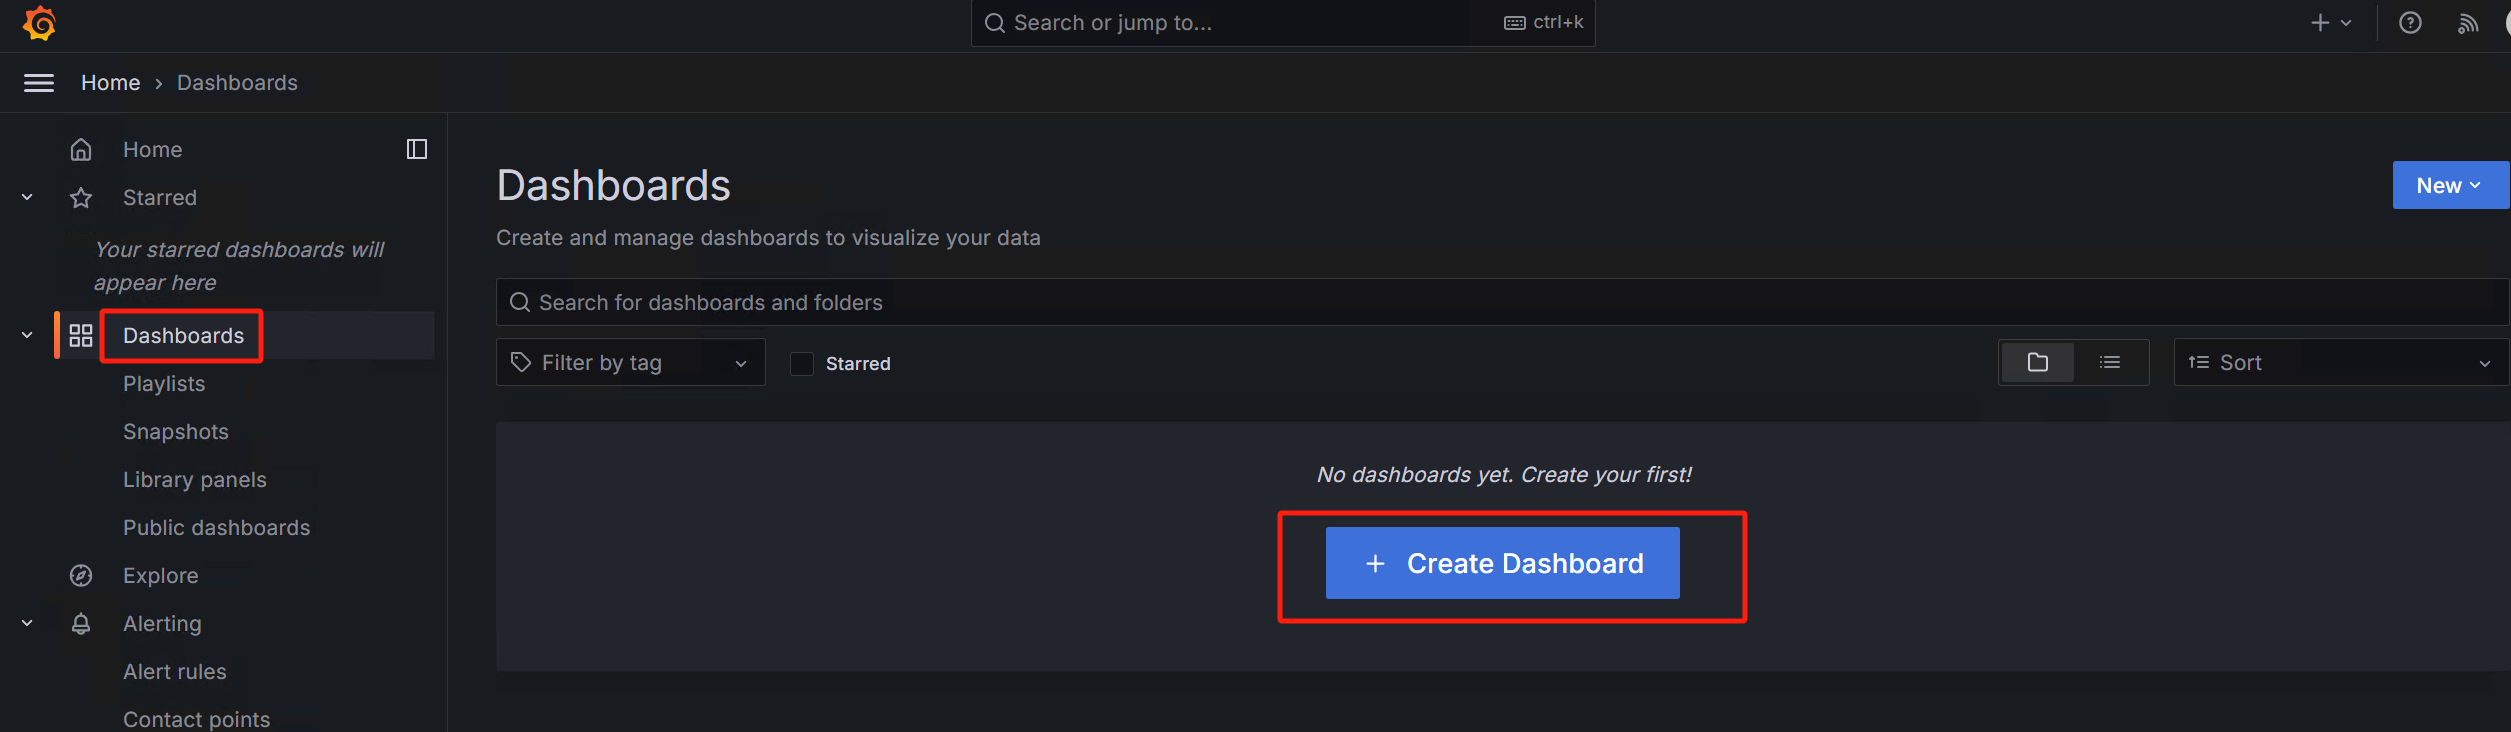 Search or jump to...
ctrl+k
Home
Dashboards
Home
Starred
Your starred dashboards will
appear here
Dashboards
Playlists
Snapshots
Library panels
Public dashboards
Explore
Alerting
Alert rules
Contact points
Dashboards
New
Create and manage dashboards to visualize your data
Search for dashboards and folders
Filter by tag
Starred
Sort
No dashboards yet. Create your first!
+ Create Dashboard